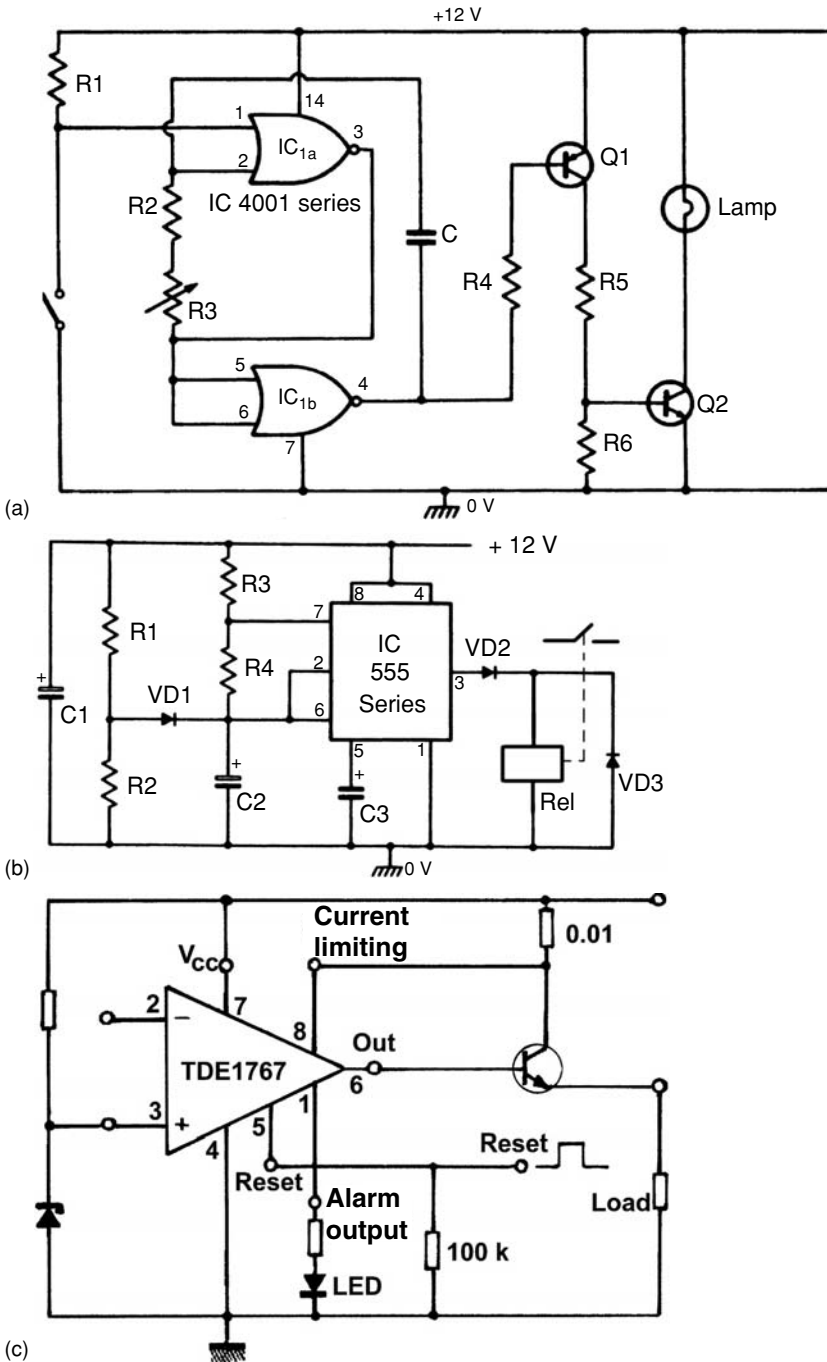 +12 V
R1
14
1
3
IC1a
2
Q1
R2
IC 4001 series
Lamp
C
R4
R5
R3
5
4
IC1b
6
Q2
7
R6
0 V
(a)
+ 12 V
R3
8
4
7
R1
IC
555
Series
VD2
2
R4
VD1
3
6
C1
5
1
R2
C2
C3
Rel
VD3
0 V
(b)
Current
limiting
0.01
VCC
7
2
−
8
Out
TDE1767
6
1
3
+
5
4
Reset
Reset
Alarm
output
Load
100 k
LED
(c)